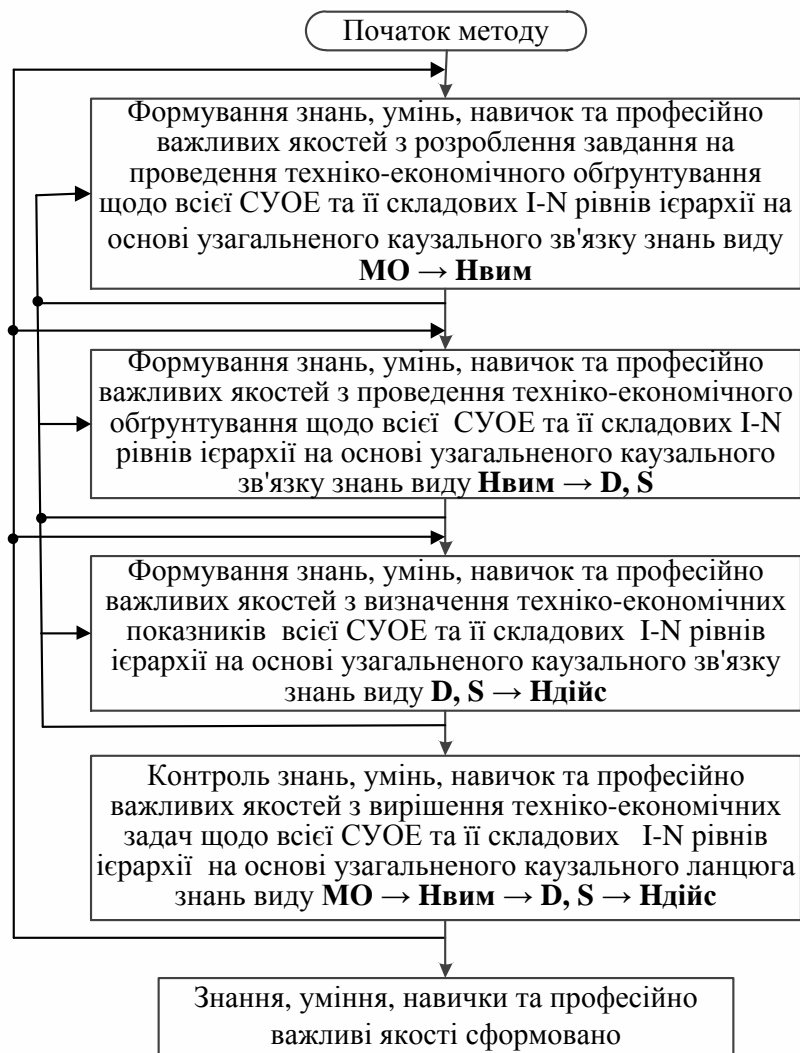 Початок методу
Формування знань, умінь, навичок та професійно
важливих якостей з розроблення завдання на
проведення техніко-економічного обґрунтування
щодо всієї СУОЕ та її складових I-N рівнів ієрархії на
основі узагальненого каузального зв'язку знань виду
МО → Нвим
Формування знань, умінь, навичок та професійно
важливих якостей з проведення техніко-економічного
обґрунтування щодо всієї СУОЕ та її складових I-N
рівнів ієрархії на основі узагальненого каузального
зв'язку знань виду Нвим → D, S
Формування знань, умінь, навичок та професійно
важливих якостей з визначення техніко-економічних
показників всієї СУОЕ та її складових I-N рівнів
ієрархії на основі узагальненого каузального зв'язку
знань виду D, S → Ндійс
Контроль знань, умінь, навичок та професійно
важливих якостей з вирішення техніко-економічних
задач щодо всієї СУОЕ та її складових I-N рівнів
ієрархії на основі узагальненого каузального ланцюга
знань виду МО → Нвим → D, S → Ндійс
Знання, уміння, навички та професійно
важливі якості сформовано